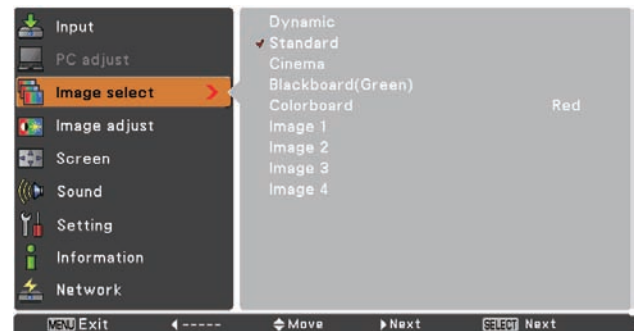 Input
PC adjust
Image select
Image adjust
Screen
Sound
Setting
Information
Network
Dynamic
Standard
Cinema
Blackboard(Green)
Colorboard Red
Image 1
Image 2
Image 3
Image 4
MENU Exit ----- Move Next SELECT Next